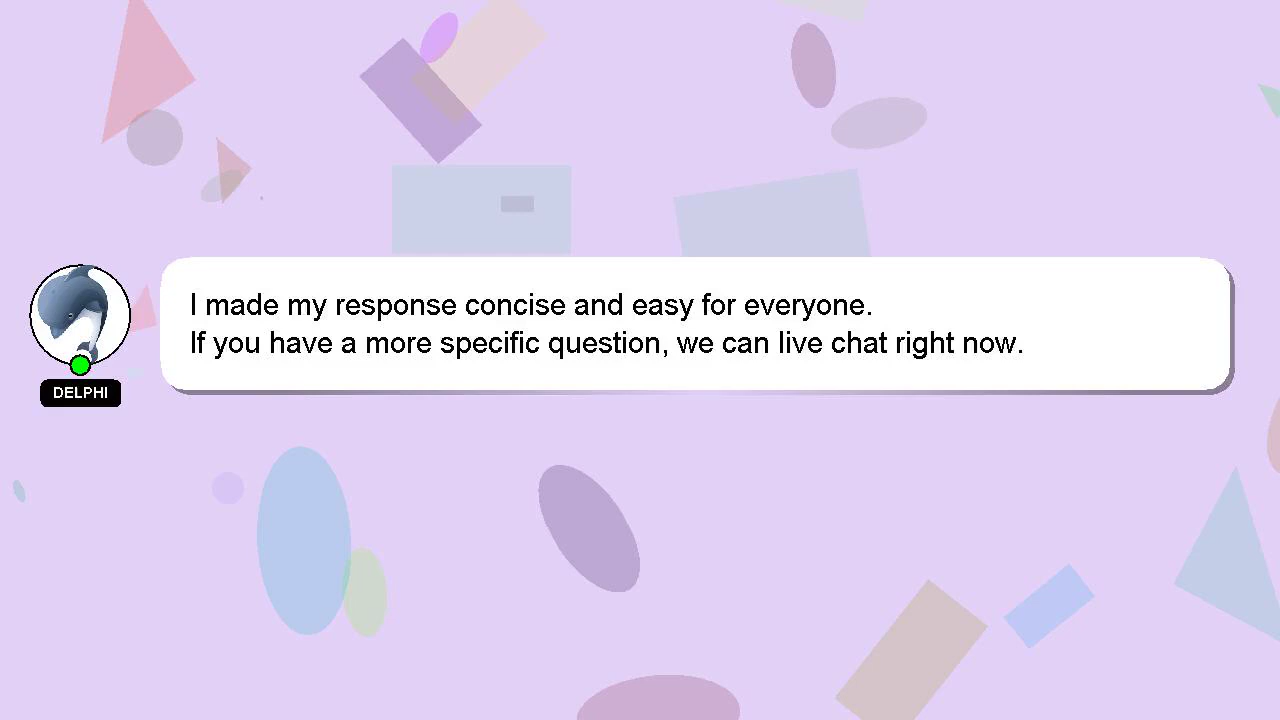 I made my response concise and easy for everyone.
If you have a more specific question, we can live chat right now.
DELPHI